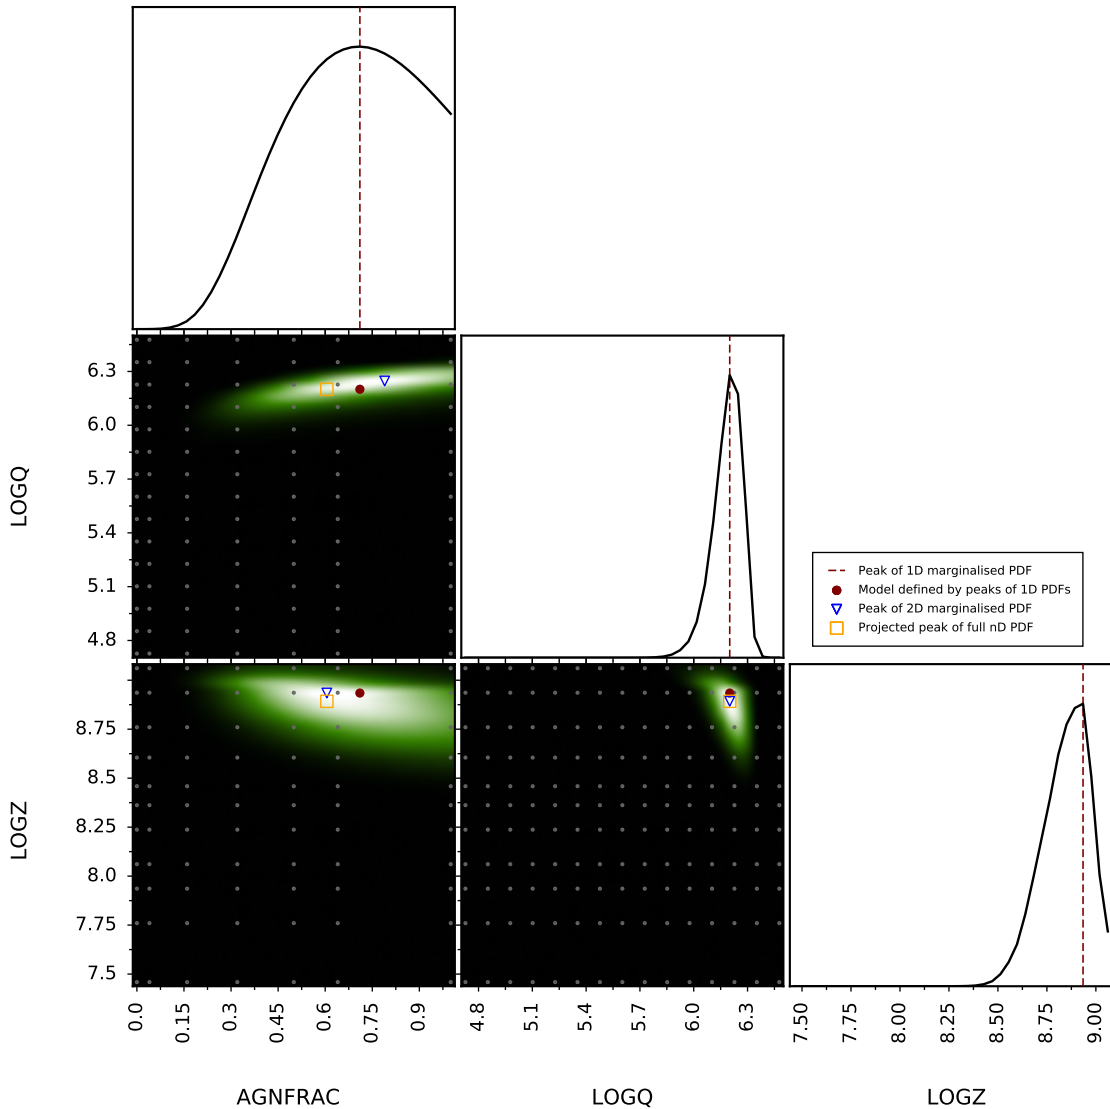 6.3
6.0
5.7
5.4
5.1
4.8
LOGQ
Peak of 1D marginalised PDF
Model defined by peaks of 1D PDFs
Peak of 2D marginalised PDF
Projected peak of full nD PDF
8.75
8.5
8.25
8.0
7.75
7.5
LOGZ
0.0 0.15 0.3 0.45 0.6 0.75 0.9
4.8 5.1 5.4 5.7 6.0 6.3
7.50 7.75 8.00 8.25 8.50 8.75 9.00
AGNFRAC LOGQ LOGZ